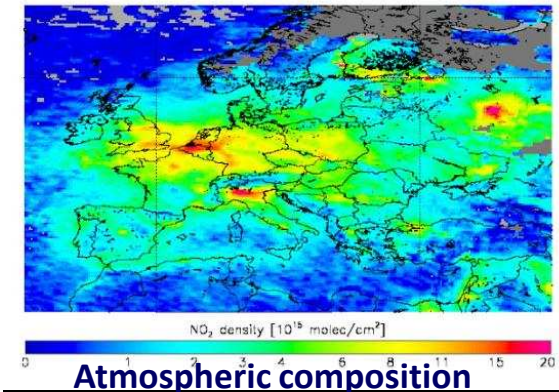 NO₂ density [10¹⁵ molec/cm²]
0 1 2 3 4 6 8 11 15 20
Atmospheric composition